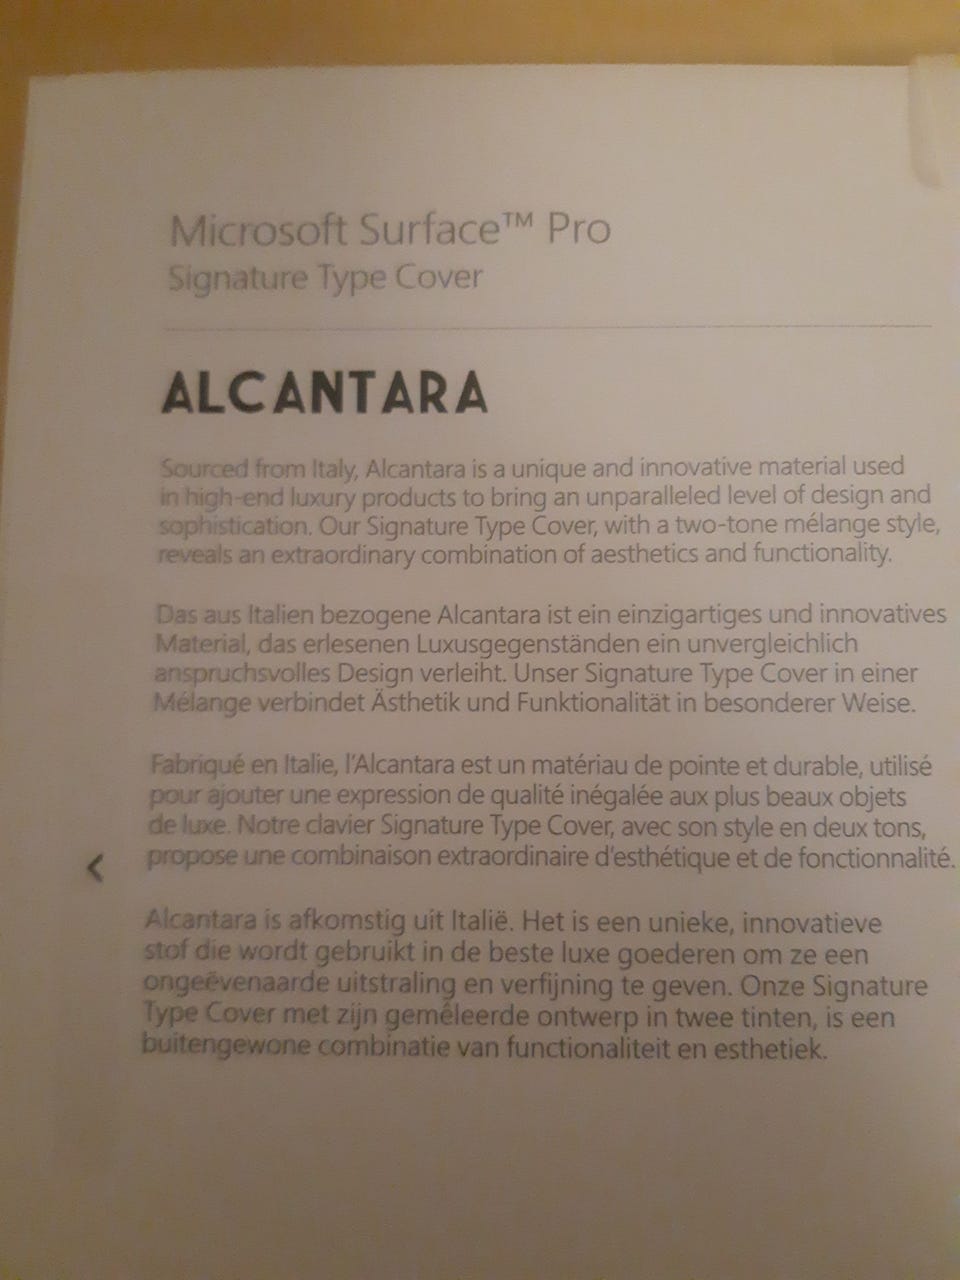 Microsoft Surface™ Pro
Signature Type Cover
ALCANTARA
Sourced from Italy, Alcantara is a unique and innovative material used
in high-end luxury products to bring an unparalleled level of design and
sophistication. Our Signature Type Cover, with a two-tone mélange style,
reveals an extraordinary combination of aesthetics and functionality.
Das aus Italien bezogene Alcantara ist ein einzigartiges und innovatives
Material, das erlesenen Luxusgegenständen ein unvergleichlich
anspruchsvolles Design verleiht. Unser Signature Type Cover in einer
Mélange verbindet Ästhetik und Funktionalität in besonderer Weise.
Fabriqué en Italie, l'Alcantara est un matériau de pointe et durable, utilisé
pour ajouter une expression de qualité inégalée aux plus beaux objets
de luxe. Notre clavier Signature Type Cover, avec son style en deux tons,
propose une combinaison extraordinaire d'esthétique et de fonctionnalité.
Alcantara is afkomstig uit Italië. Het is een unieke, innovatieve
stof die wordt gebruikt in de beste luxe goederen om ze een
ongeëvenaarde uitstraling en verfijning te geven. Onze Signature
Type Cover met zijn gemêleerde ontwerp in twee tinten, is een
buitengewone combinatie van functionaliteit en esthetiek.